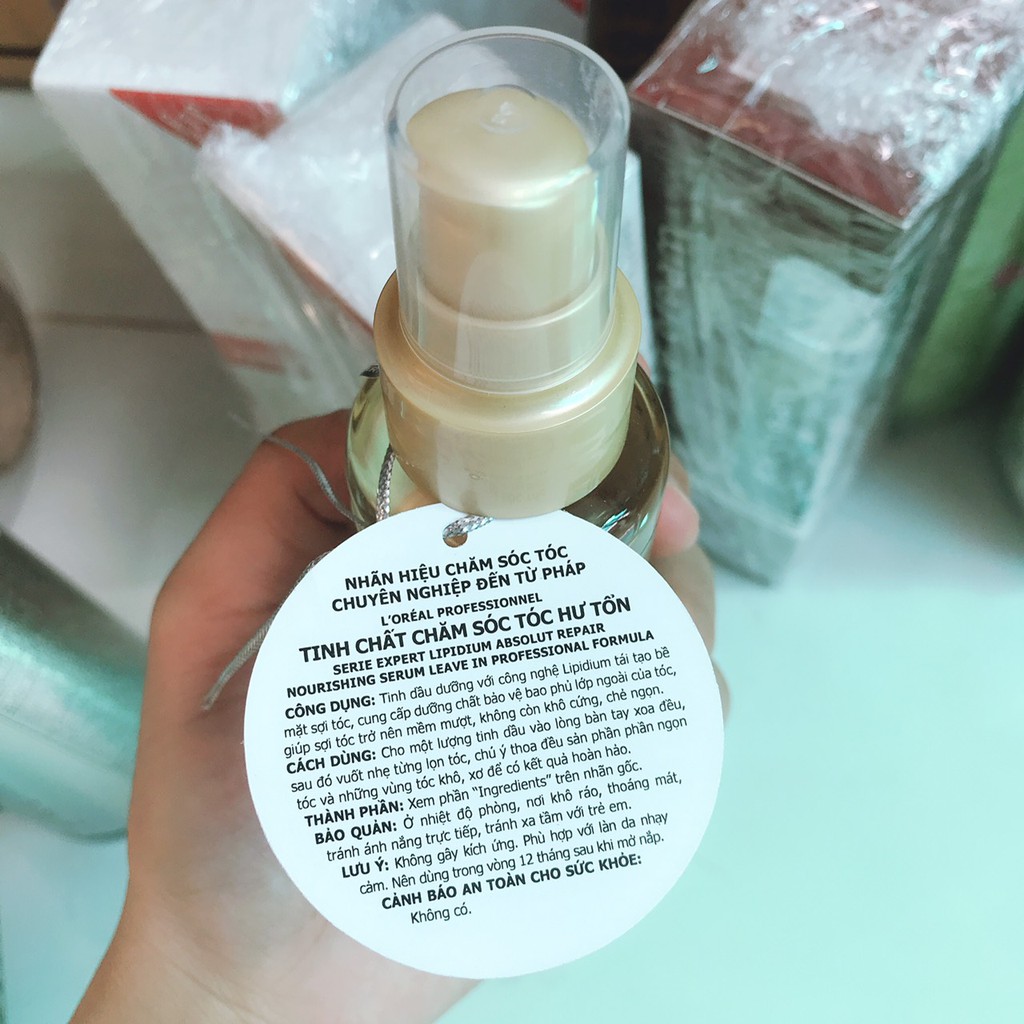 NHÃN HIỆU CHĂM SÓC TÓC
CHUYÊN NGHIỆP ĐẾN TỪ PHÁP
L'ORÉAL PROFESSIONNEL
TINH CHẤT CHĂM SÓC TÓC HƯ TỔN
SERIE EXPERT LIPIDIUM ABSOLUT REPAIR
NOURISHING SERUM LEAVE IN PROFESSIONAL FORMULA
CÔNG DỤNG: Tinh dầu dưỡng với công nghệ Lipidium tái tạo bề
mặt sợi tóc, cung cấp dưỡng chất bảo vệ bao phủ lớp ngoài của tóc,
giúp sợi tóc trở nên mềm mượt, không còn khô cứng, chẻ ngọn.
CÁCH DÙNG: Cho một lượng tinh dầu vào lòng bàn tay xoa đều,
sau đó vuốt nhẹ từng lọn tóc, chú ý thoa đều sản phần phần ngọn
tóc và những vùng tóc khô, xơ để có kết quả hoàn hảo.
THÀNH PHẦN: Xem phần "Ingredients" trên nhãn gốc.
BẢO QUẢN: Ở nhiệt độ phòng, nơi khô ráo, thoáng mát,
tránh ánh nắng trực tiếp, tránh xa tầm với trẻ em.
LƯU Ý: Không gây kích ứng. Phù hợp với làn da nhạy
cảm. Nên dùng trong vòng 12 tháng sau khi mở nắp.
CẢNH BÁO AN TOÀN CHO SỨC KHỎE:
Không có.